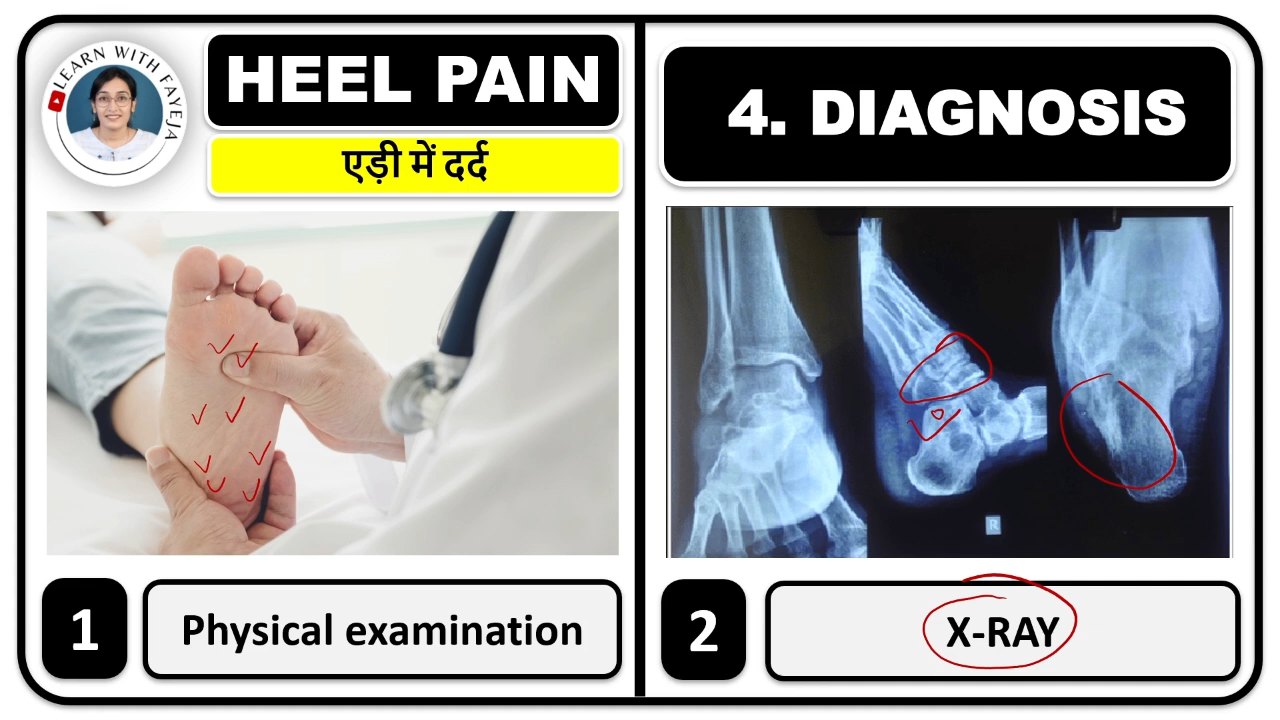 LEARN WITH FAYEJA
HEEL PAIN
एड़ी में दर्द
4. DIAGNOSIS
R
1
Physical examination
2
X-RAY